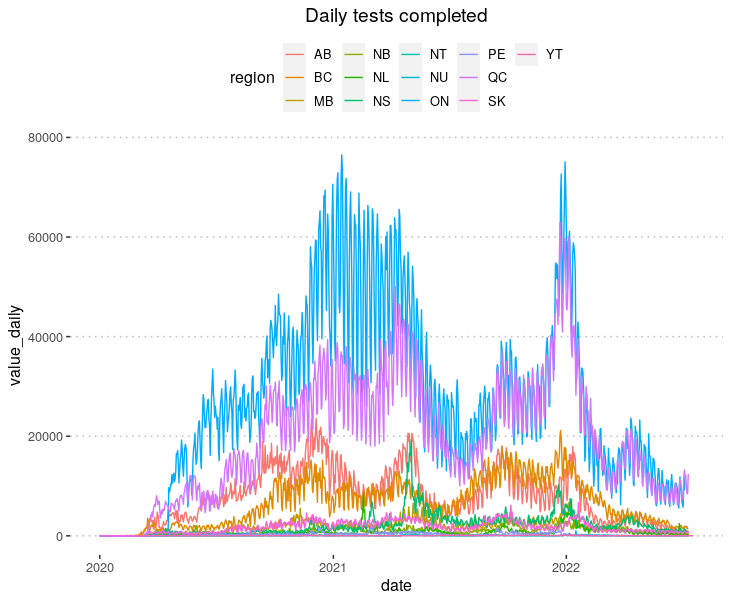 Daily tests completed
AB NB NT PE YT
region BC NL NU QC
MB NS ON SK
80000
60000
40000
20000
0
value_daily
2020 2021 2022
date